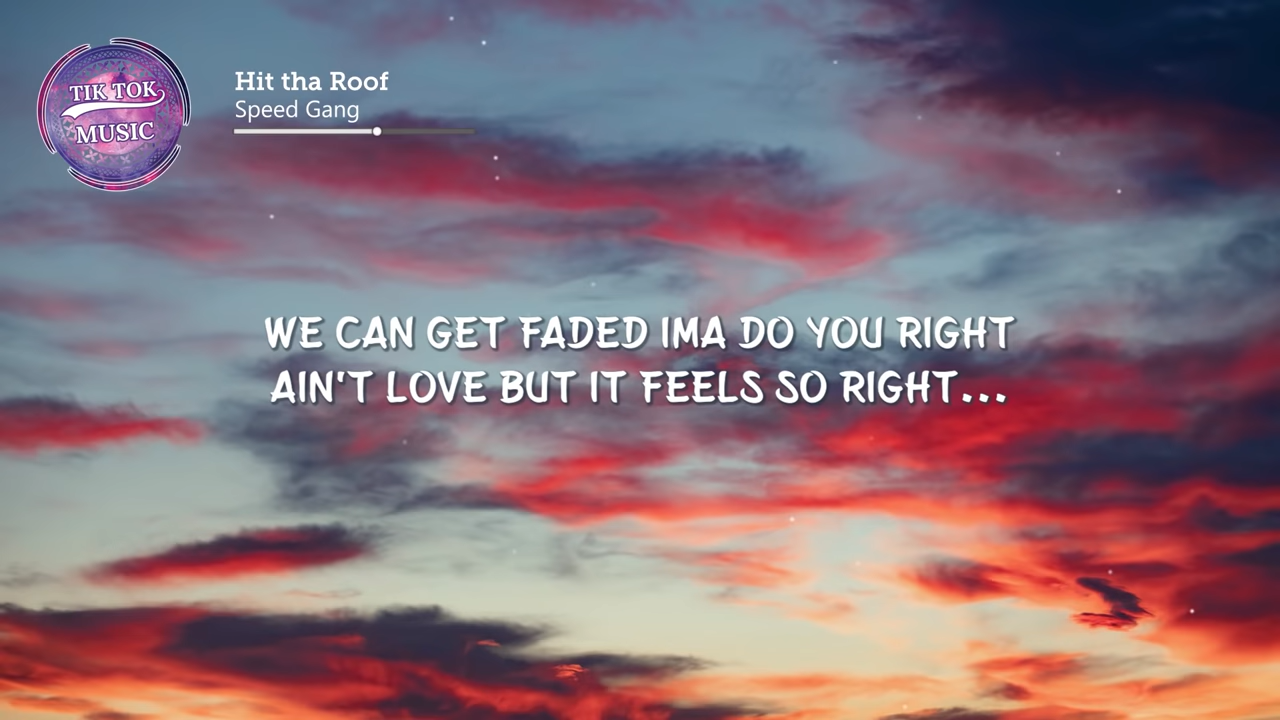 TIK TOK
MUSIC
Hit tha Roof
Speed Gang
WE CAN GET FADED IMA DO YOU RIGHT
AIN'T LOVE BUT IT FEELS SO RIGHT...